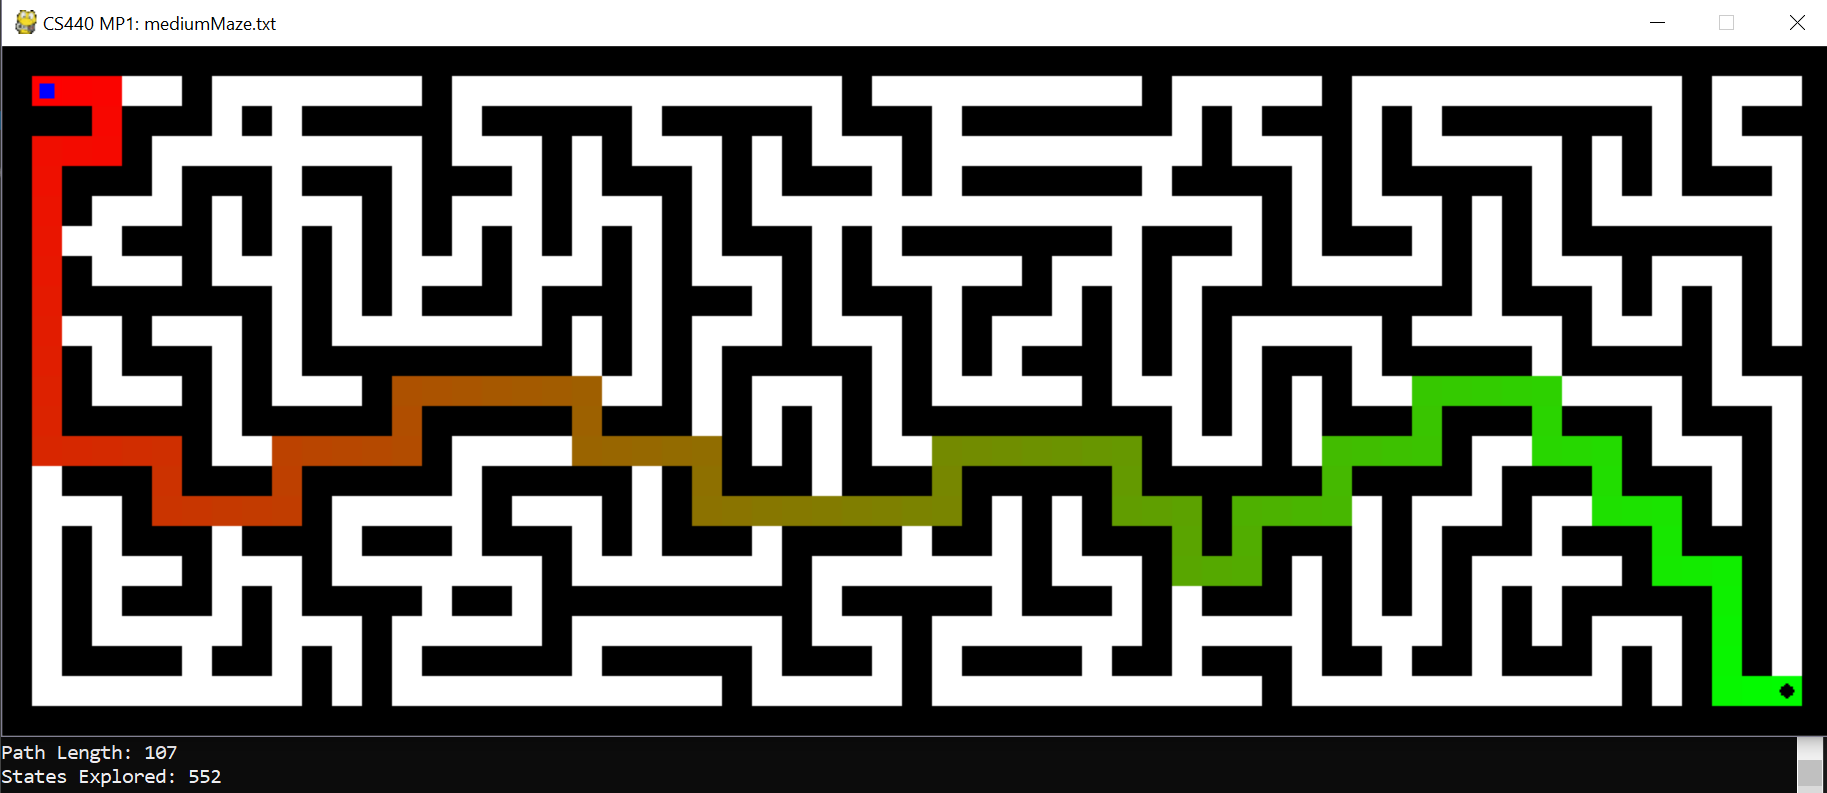 CS440 MP1: mediumMaze.txt
Path Length: 107
States Explored: 552